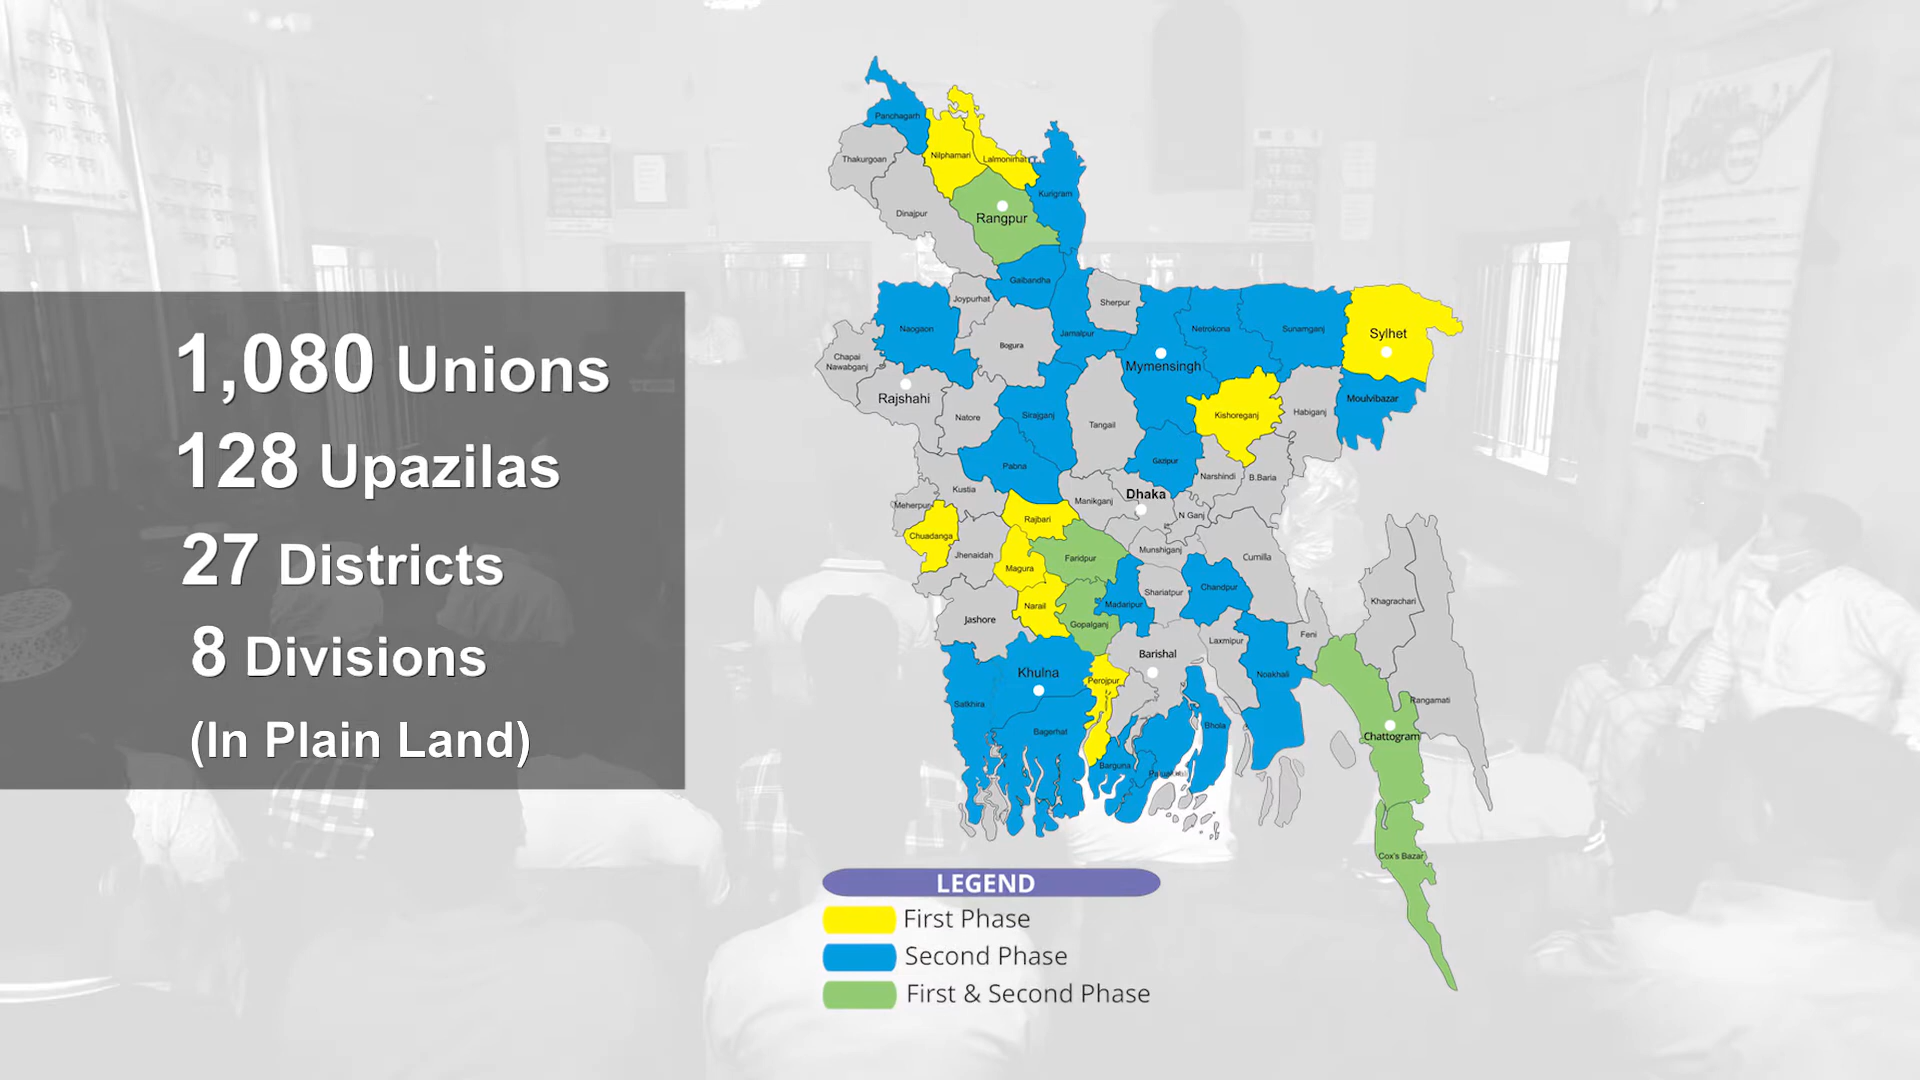 1,080 Unions
128 Upazilas
27 Districts
8 Divisions
(In Plain Land)
Panchagarh
Thakurgoan
Nilphamari
Lalmonirhat
Kurigram
Dinajpur
Rangpur
Gaibandha
Joypurhat
Sherpur
Naogaon
Bogura
Jamalpur
Netrokona
Sunamganj
Sylhet
Chapai
Nawabganj
Mymensingh
Rajshahi
Natore
Sirajganj
Tangail
Kishoreganj
Habiganj
Moulvibazar
Pabna
Gazipur
Narshindi
B.Baria
Kustia
Meherpur
Manikganj
Dhaka
N Ganj
Rajbari
Chuadanga
Jhenaidah
Magura
Faridpur
Munshiganj
Cumilla
Narail
Madaripur
Shariatpur
Chandpur
Khagrachari
Jashore
Gopalganj
Barishal
Laxmipur
Feni
Khulna
Perojpur
Noakhali
Satkhira
Bagerhat
Bhola
Rangamati
Barguna
Chattogram
Cox's Bazar
LEGEND
First Phase
Second Phase
First & Second Phase